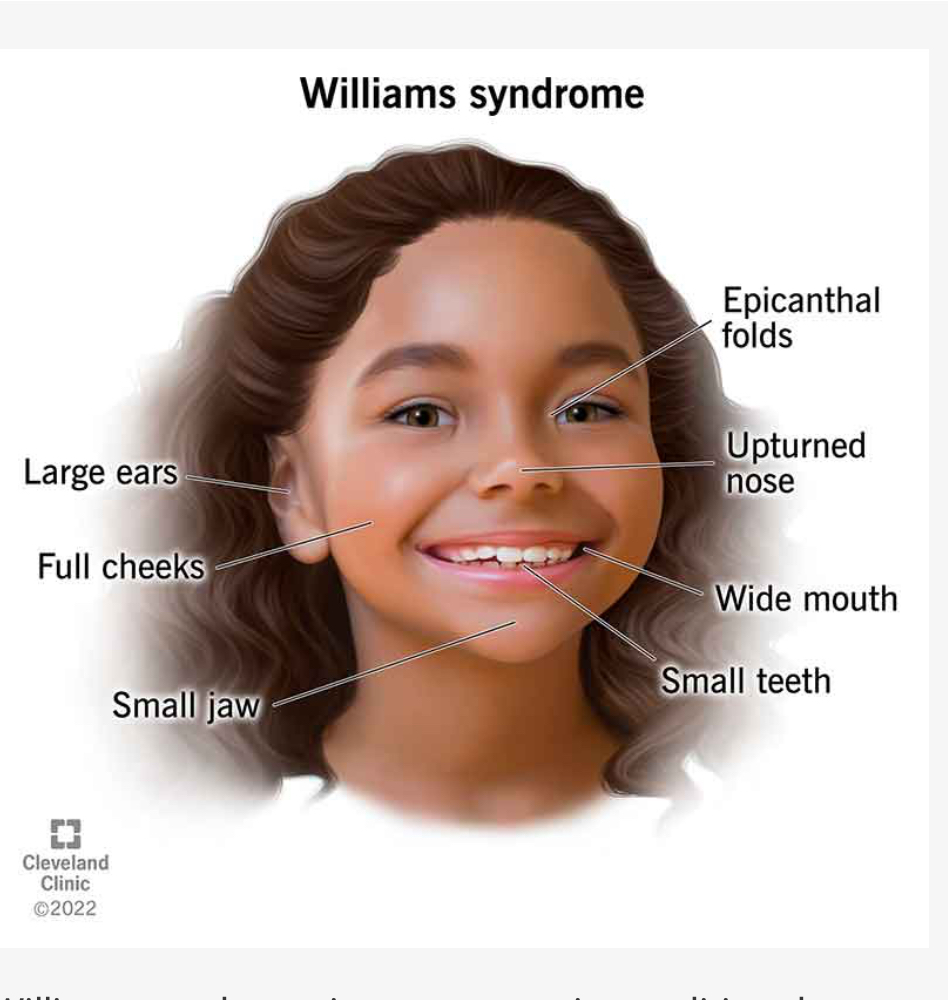 Williams syndrome
Epicanthal
folds
Upturned
nose
Large ears
Full cheeks
Wide mouth
Small teeth
Small jaw
Cleveland
Clinic
©2022